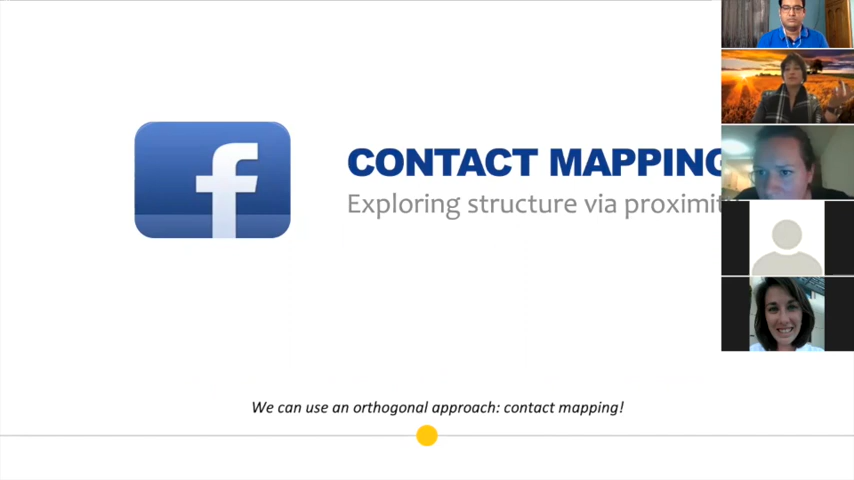 CONTACT MAPPING
Exploring structure via proximit
We can use an orthogonal approach: contact mapping!